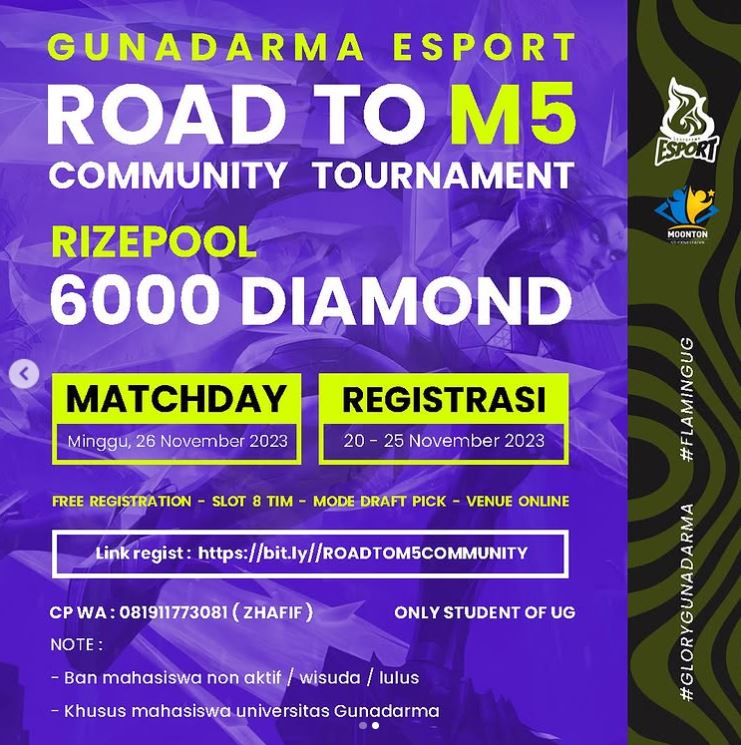 GUNADARMA ESPORT
ROAD TO M5
COMMUNITY TOURNAMENT
RIZEPOOL
6000 DIAMOND
MATCHDAY
Minggu, 26 November 2023
REGISTRASI
20 - 25 November 2023
FREE REGISTRATION - SLOT 8 TIM - MODE DRAFT PICK - VENUE ONLINE
Link regist : https://bit.ly//ROADTOM5COMMUNITY
CP WA : 081911773081 ( ZHAFIF )
ONLY STUDENT OF UG
NOTE :
- Ban mahasiswa non aktif / wisuda / lulus
- Khusus mahasiswa universitas Gunadarma
ESPORT
MOONTON
#FLAMINGUG
#GLORYGUNADARMA